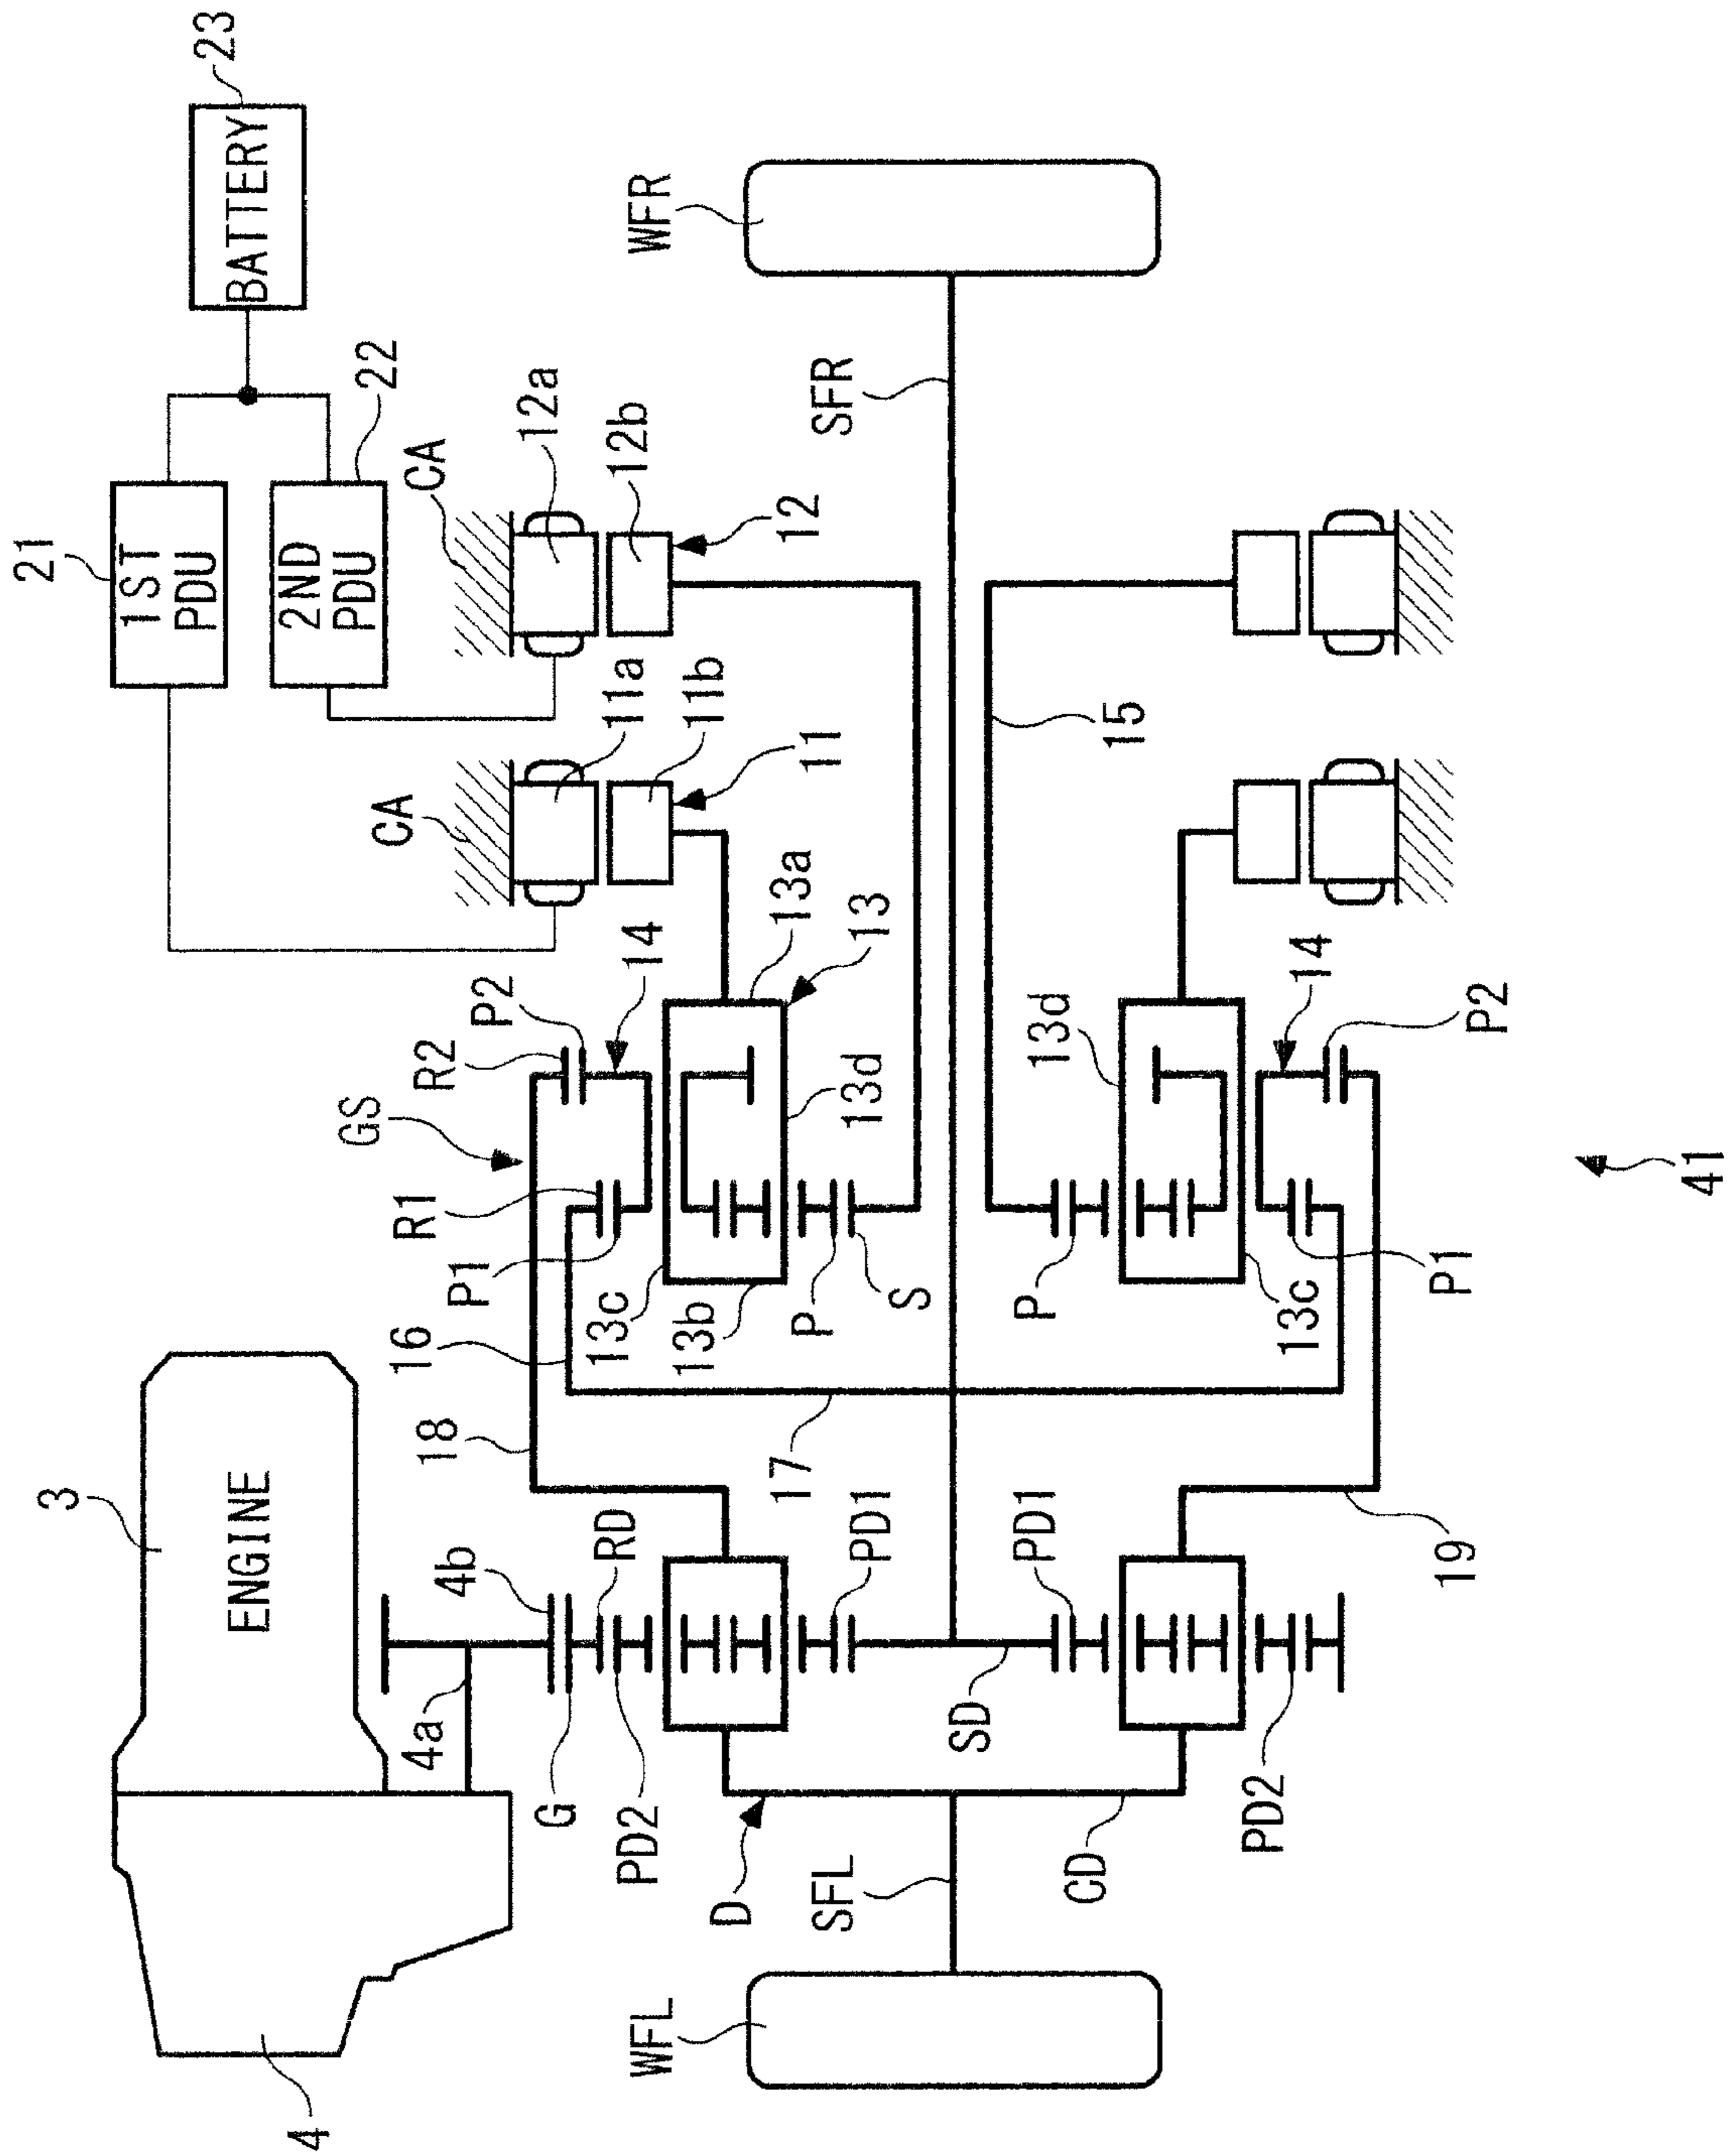 23
BATTERY
21
1ST PDU
2ND PDU
22
CA
12a
12b
12
WFR
SFR
CA
11a
11b
11
15
14
13a
13
P2
R2
GS
R1
P1
13d
16
13c
13b
P
S
13d
14
P2
P
13c
P1
41
18
17
3
ENGINE
4b
RD
PD1
PD1
19
4a
G
PD2
SD
PD2
D
SFL
CD
4
WFL